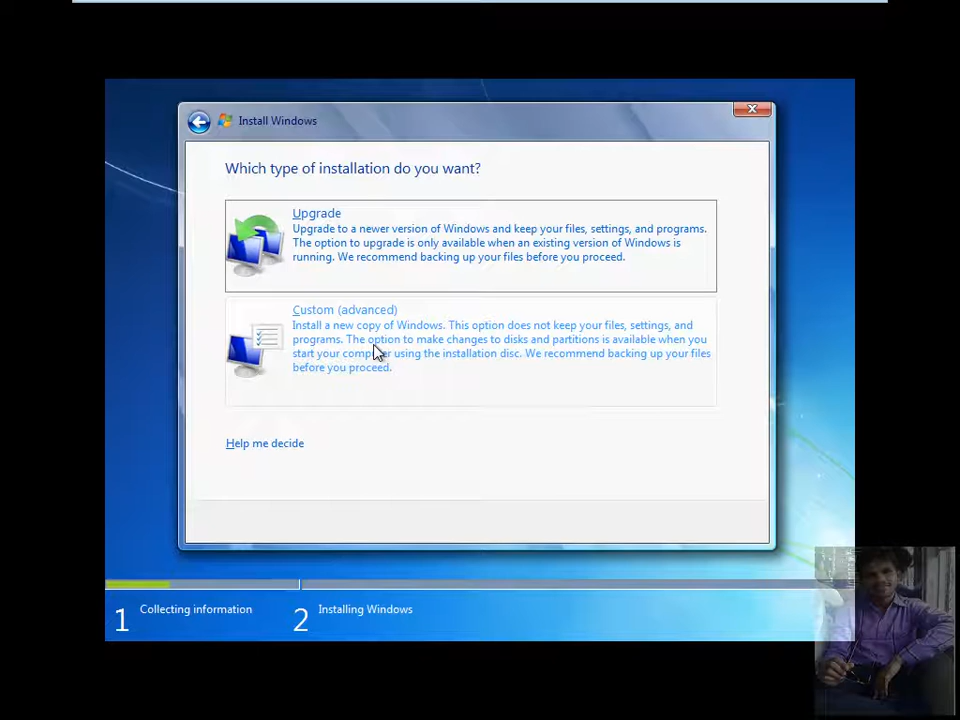 Install Windows
Which type of installation do you want?
Upgrade
Upgrade to a newer version of Windows and keep your files, settings, and programs.
The option to upgrade is only available when an existing version of Windows is
running. We recommend backing up your files before you proceed.
Custom (advanced)
Install a new copy of Windows. This option does not keep your files, settings, and
programs. The option to make changes to disks and partitions is available when you
start your computer using the installation disc. We recommend backing up your files
before you proceed.
Help me decide
1 Collecting information
2 Installing Windows